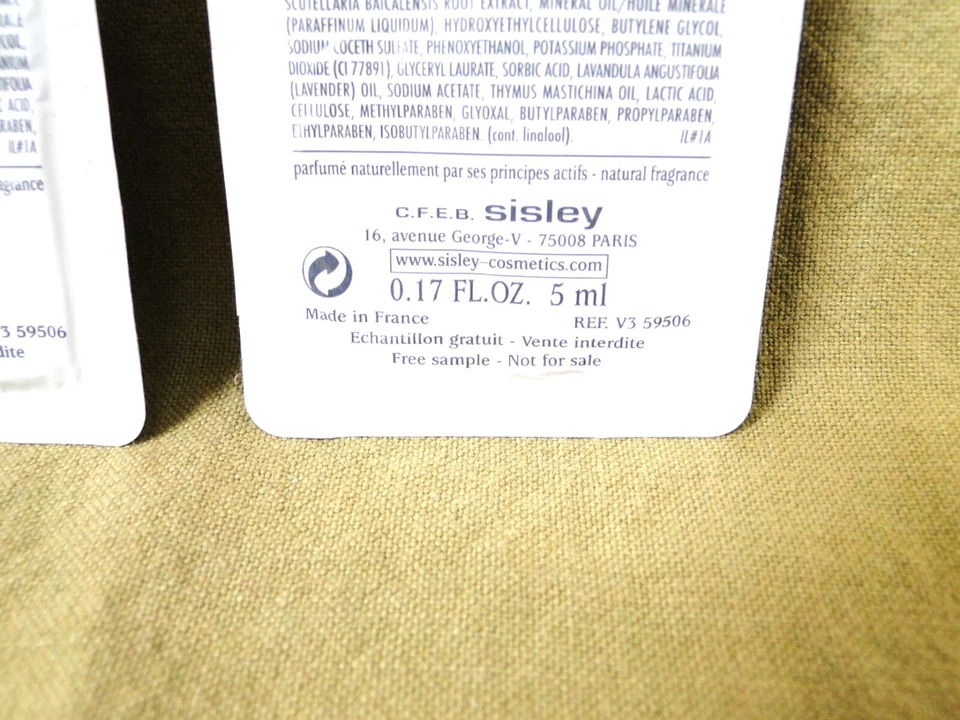 SCUTELLARIA BAICALENSIS ROOT EXTRACT, MINERAL OIL/HUILE MINERALE
(PARAFFINUM LIQUIDUM), HYDROXYETHYLCELLULOSE, BUTYLENE GLYCOL,
SODIUM COCETH SULFATE, PHENOXYETHANOL, POTASSIUM PHOSPHATE, TITANIUM
DIOXIDE (CI 77891), GLYCERYL LAURATE, SORBIC ACID, LAVANDULA ANGUSTIFOLIA
(LAVENDER) OIL, SODIUM ACETATE, THYMUS MASTICHINA OIL, LACTIC ACID,
CELLULOSE, METHYLPARABEN, GLYOXAL, BUTYLPARABEN, PROPYLPARABEN,
ETHYLPARABEN, ISOBUTYLPARABEN. (cont. linalool). IL#1A
parfumé naturellement par ses principes actifs - natural fragrance
C.F.E.B. sisley
16, avenue George-V - 75008 PARIS
www.sisley-cosmetics.com
0.17 FL.OZ. 5 ml
Made in France REF. V3 59506
Echantillon gratuit - Vente interdite
Free sample - Not for sale
IL#1A
3 59506